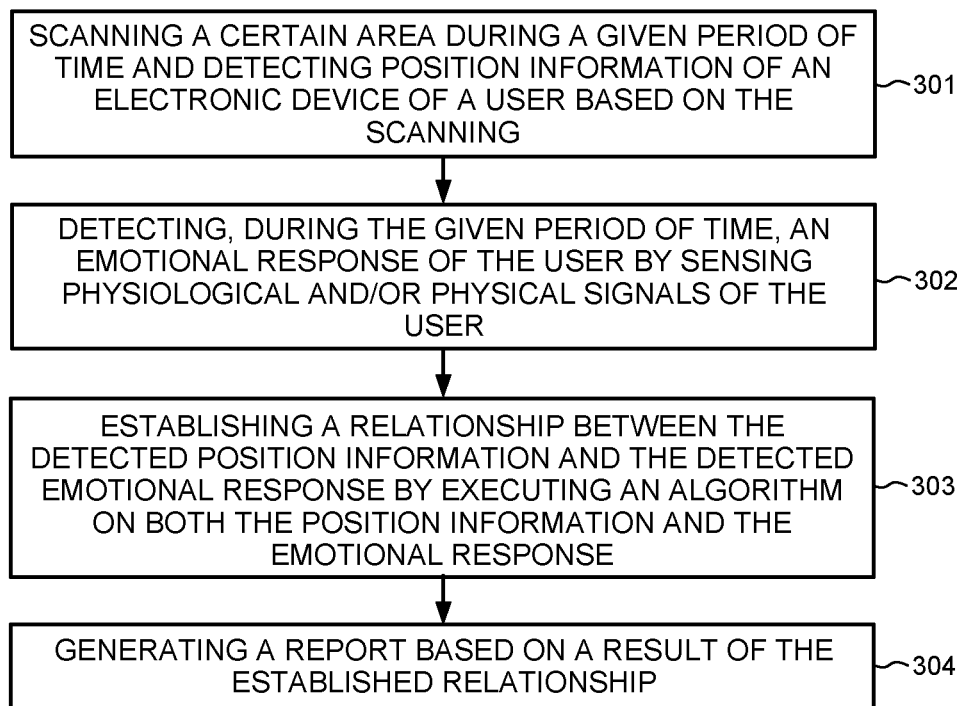 SCANNING A CERTAIN AREA DURING A GIVEN PERIOD OF
TIME AND DETECTING POSITION INFORMATION OF AN
ELECTRONIC DEVICE OF A USER BASED ON THE
SCANNING
301
DETECTING, DURING THE GIVEN PERIOD OF TIME, AN
EMOTIONAL RESPONSE OF THE USER BY SENSING
PHYSIOLOGICAL AND/OR PHYSICAL SIGNALS OF THE
USER
302
ESTABLISHING A RELATIONSHIP BETWEEN THE
DETECTED POSITION INFORMATION AND THE DETECTED
EMOTIONAL RESPONSE BY EXECUTING AN ALGORITHM
ON BOTH THE POSITION INFORMATION AND THE
EMOTIONAL RESPONSE
303
GENERATING A REPORT BASED ON A RESULT OF THE
ESTABLISHED RELATIONSHIP
304